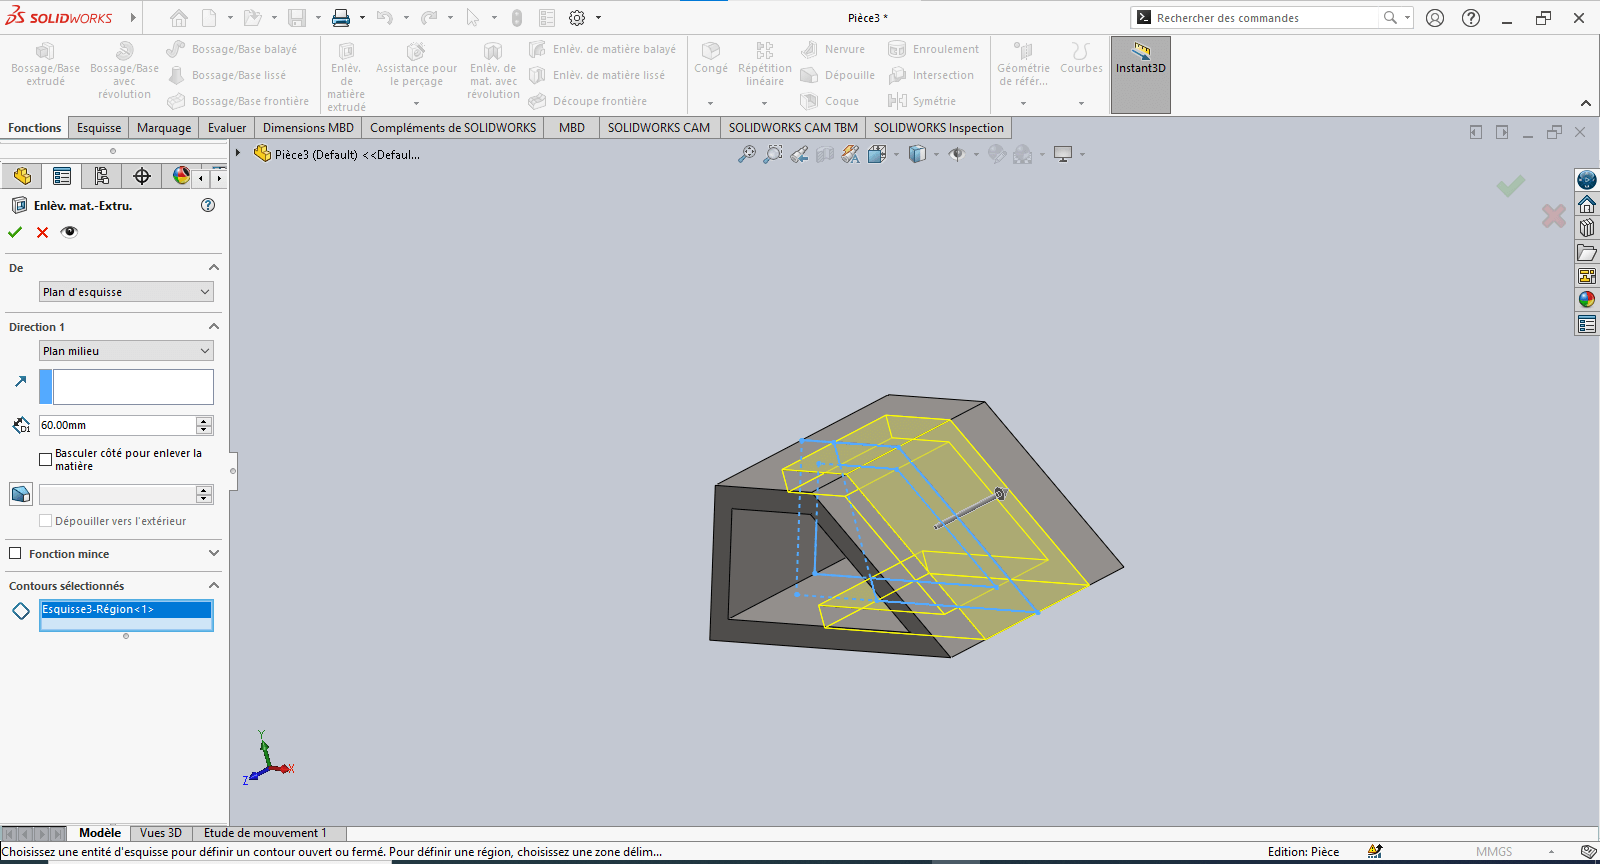 SOLIDWORKS
Pièce3 *
Rechercher des commandes
Bossage/Base extrudé
Bossage/Base avec révolution
Bossage/Base balayé
Bossage/Base lissé
Bossage/Base frontière
Enlèv. de matière extrudé
Assistance pour le perçage
Enlèv. de mat. avec révolution
Enlèv. de matière balayé
Enlèv. de matière lissé
Découpe frontière
Congé
Répétition linéaire
Nervure
Dépouille
Coque
Enroulement
Intersection
Symétrie
Géométrie de référ...
Courbes
Instant3D
Fonctions
Esquisse
Marquage
Evaluer
Dimensions MBD
Compléments de SOLIDWORKS
MBD
SOLIDWORKS CAM
SOLIDWORKS CAM TBM
SOLIDWORKS Inspection
Pièce3 (Default) <<Defaul...
Enlèv. mat.-Extru.
De
Plan d'esquisse
Direction 1
Plan milieu
D1
60.00mm
Basculer côté pour enlever la
matière
Dépouiller vers l'extérieur
Fonction mince
Contours sélectionnés
Esquisse3-Région<1>
Y
X
Z
Modèle
Vues 3D
Etude de mouvement 1
Choisissez une entité d'esquisse pour définir un contour ouvert ou fermé. Pour définir une région, choisissez une zone délim...
Edition: Pièce
MMGS